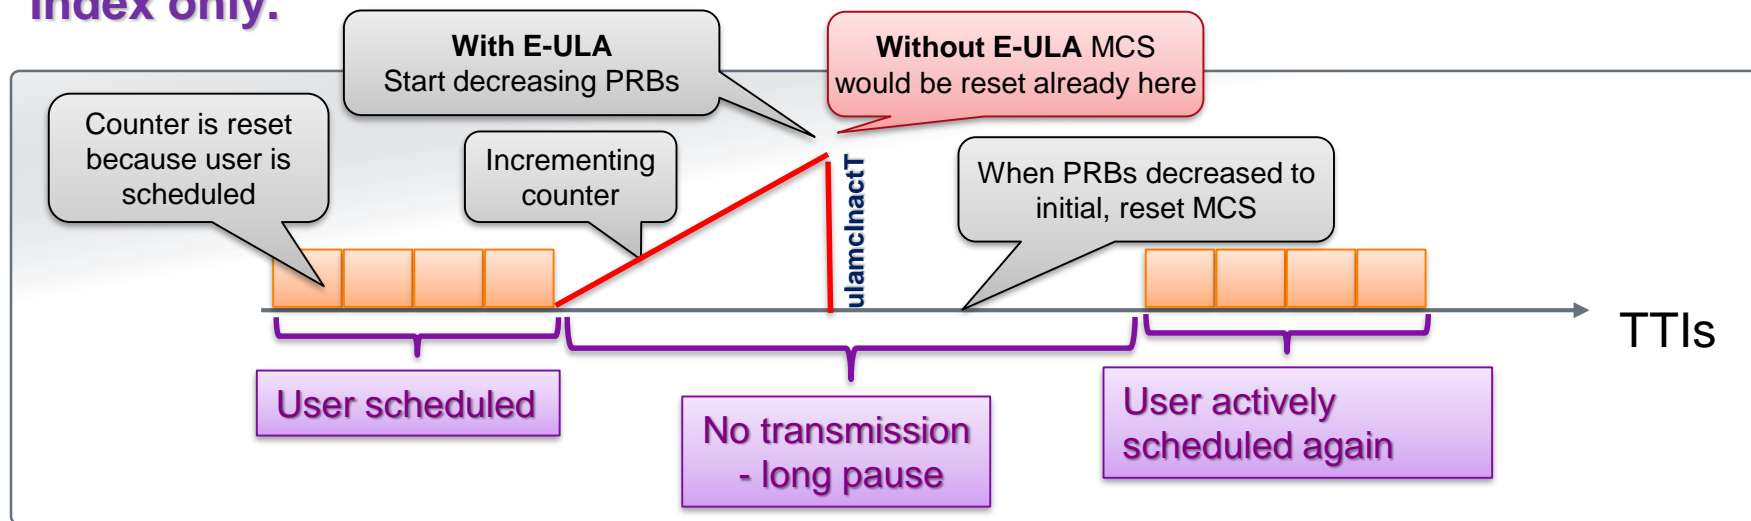 Index only.
With E-ULA
Start decreasing PRBs
Without E-ULA MCS
would be reset already here
Counter is reset
because user is
scheduled
Incrementing
counter
ulamcInactT
When PRBs decreased to
initial, reset MCS
TTIs
User scheduled
No transmission
- long pause
User actively
scheduled again